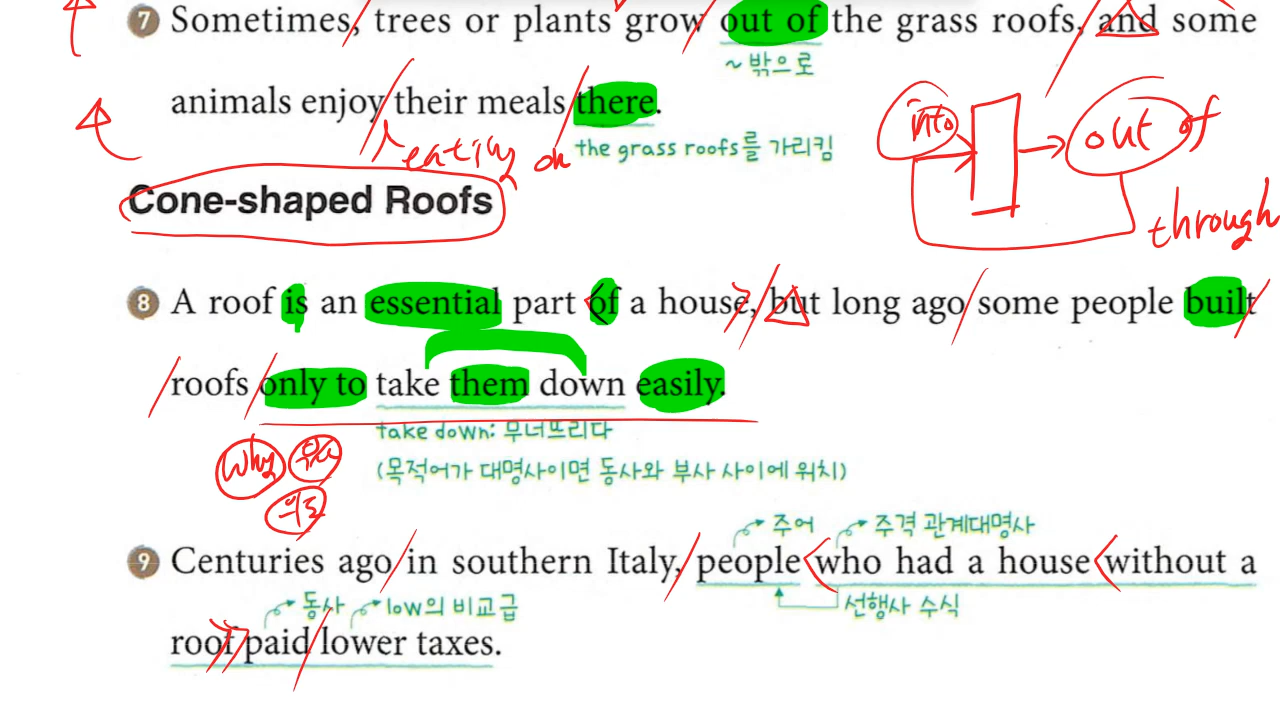 7 Sometimes, trees or plants grow out of the grass roofs, and some
~ 밖으로
animals enjoy their meals there.
eating on
the grass roofs를 가리킴
into
out of
through
Cone-shaped Roofs
8 A roof is an essential part of a house, but long ago some people built
roofs only to take them down easily.
take down: 무너뜨리다
(목적어가 대명사이면 동사와 부사 사이에 위치)
Why
의도
주어
주격 관계대명사
9 Centuries ago in southern Italy, people who had a house without a
동사
low의 비교급
선행사 수식
roof paid lower taxes.